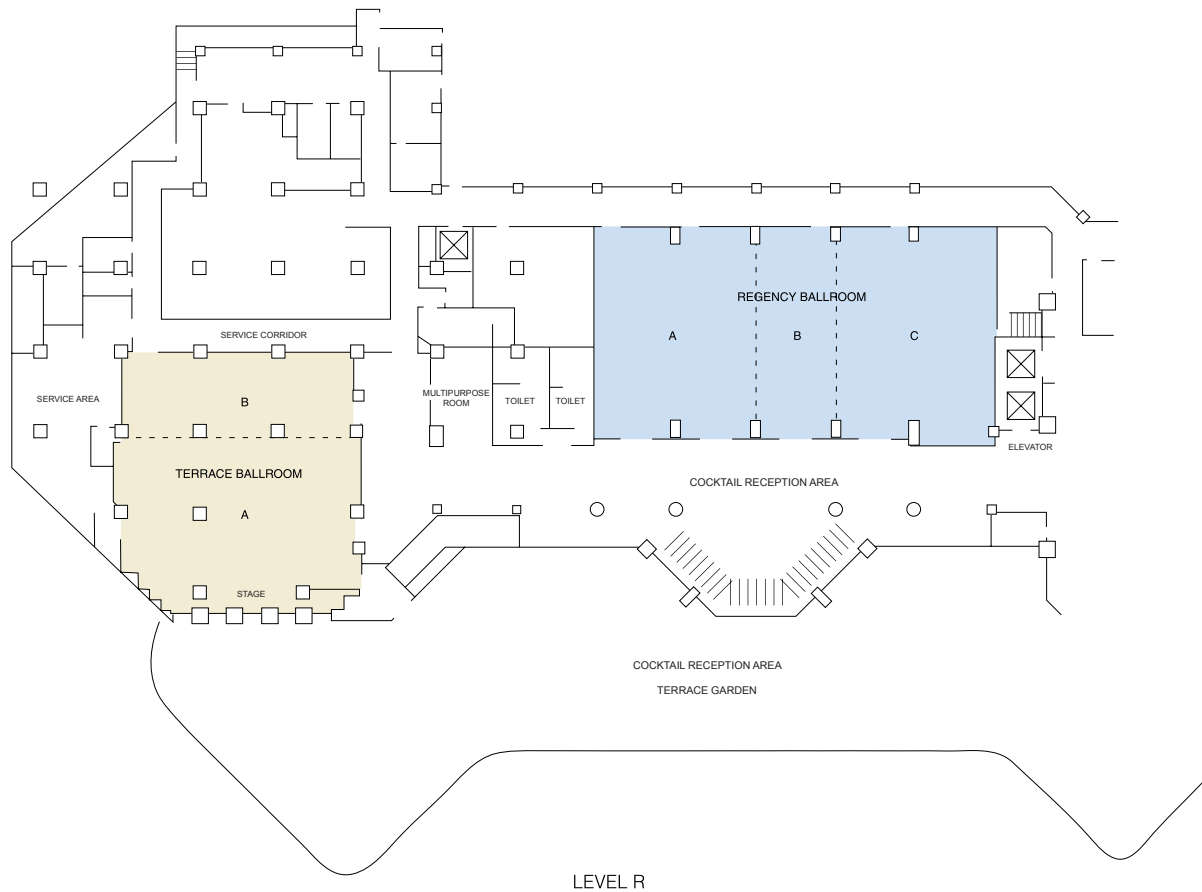 REGENCY BALLROOM
A
B
C
SERVICE CORRIDOR
SERVICE AREA
B
MULTIPURPOSE
ROOM
TOILET
TOILET
ELEVATOR
TERRACE BALLROOM
A
COCKTAIL RECEPTION AREA
STAGE
COCKTAIL RECEPTION AREA
TERRACE GARDEN
LEVEL R